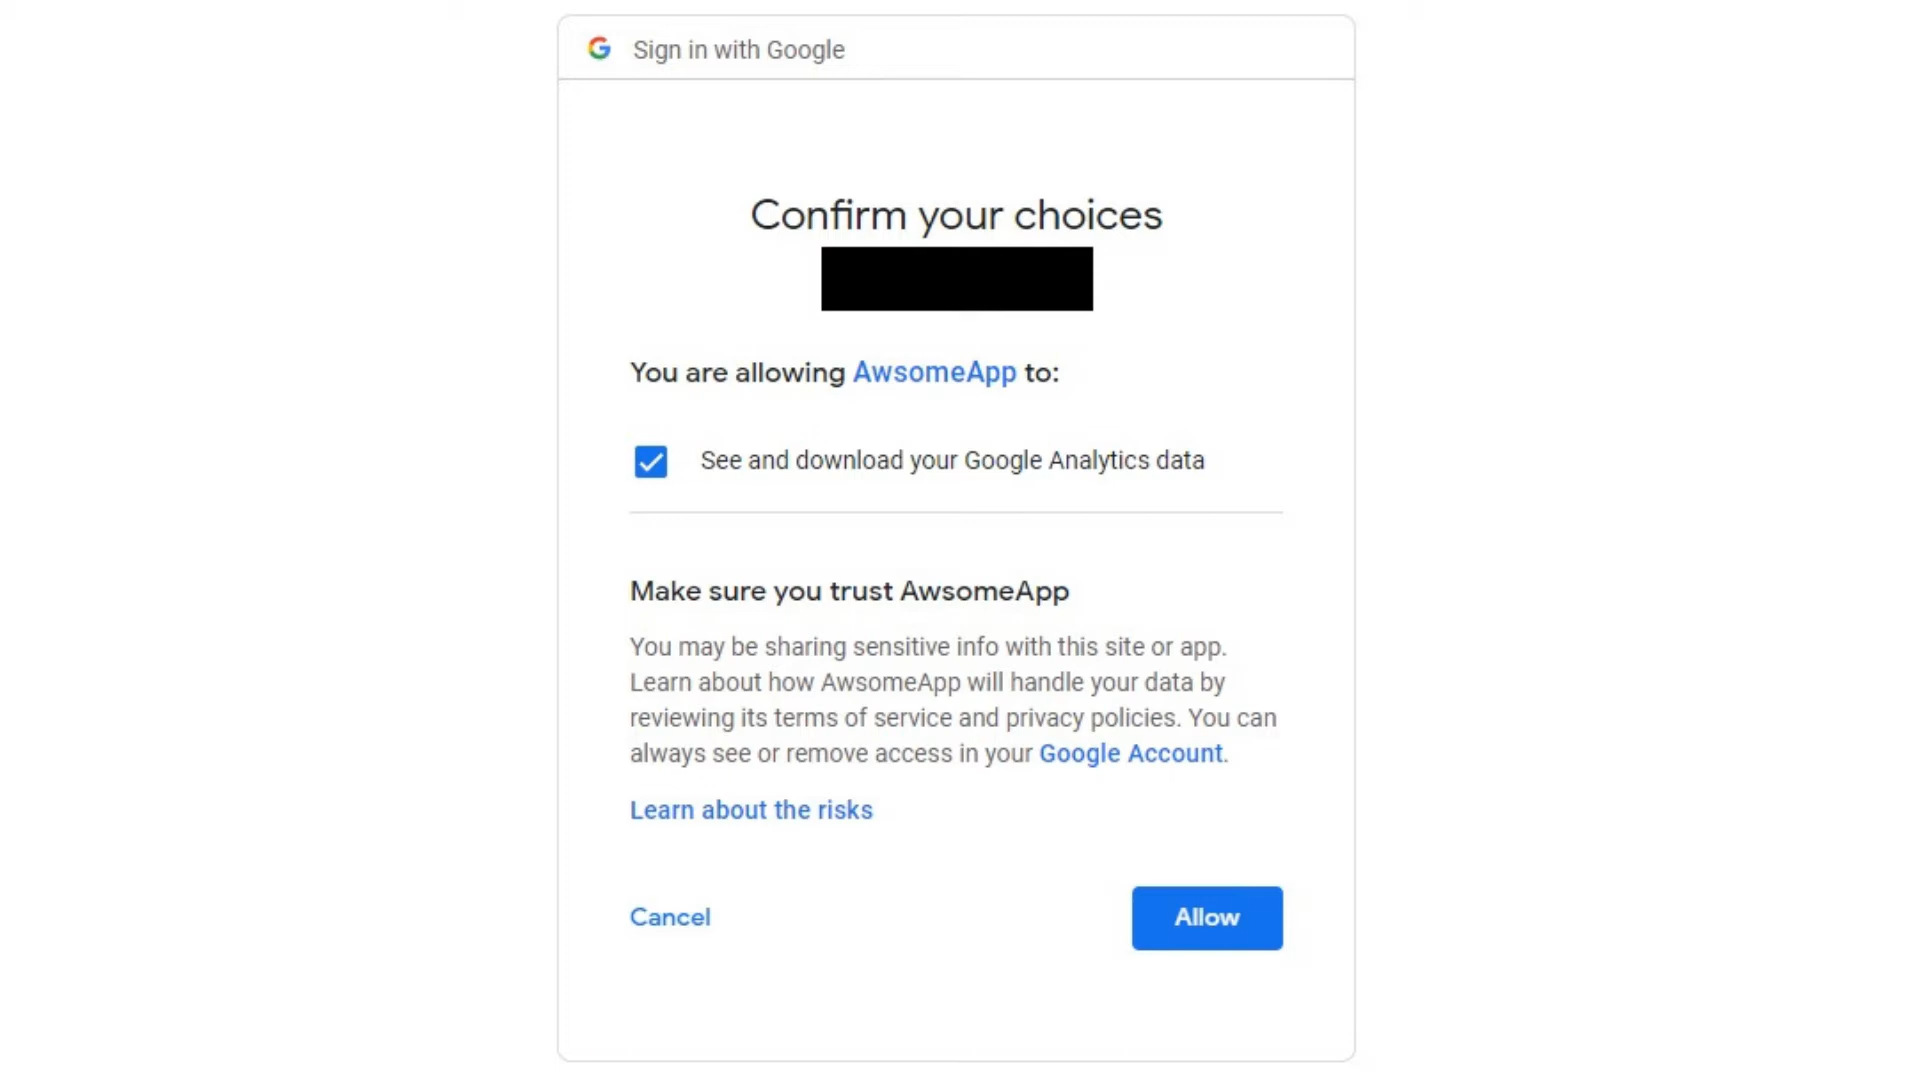 Sign in with Google
Confirm your choices
You are allowing AwsomeApp to:
See and download your Google Analytics data
Make sure you trust AwsomeApp
You may be sharing sensitive info with this site or app.
Learn about how AwsomeApp will handle your data by
reviewing its terms of service and privacy policies. You can
always see or remove access in your Google Account.
Learn about the risks
Cancel
Allow